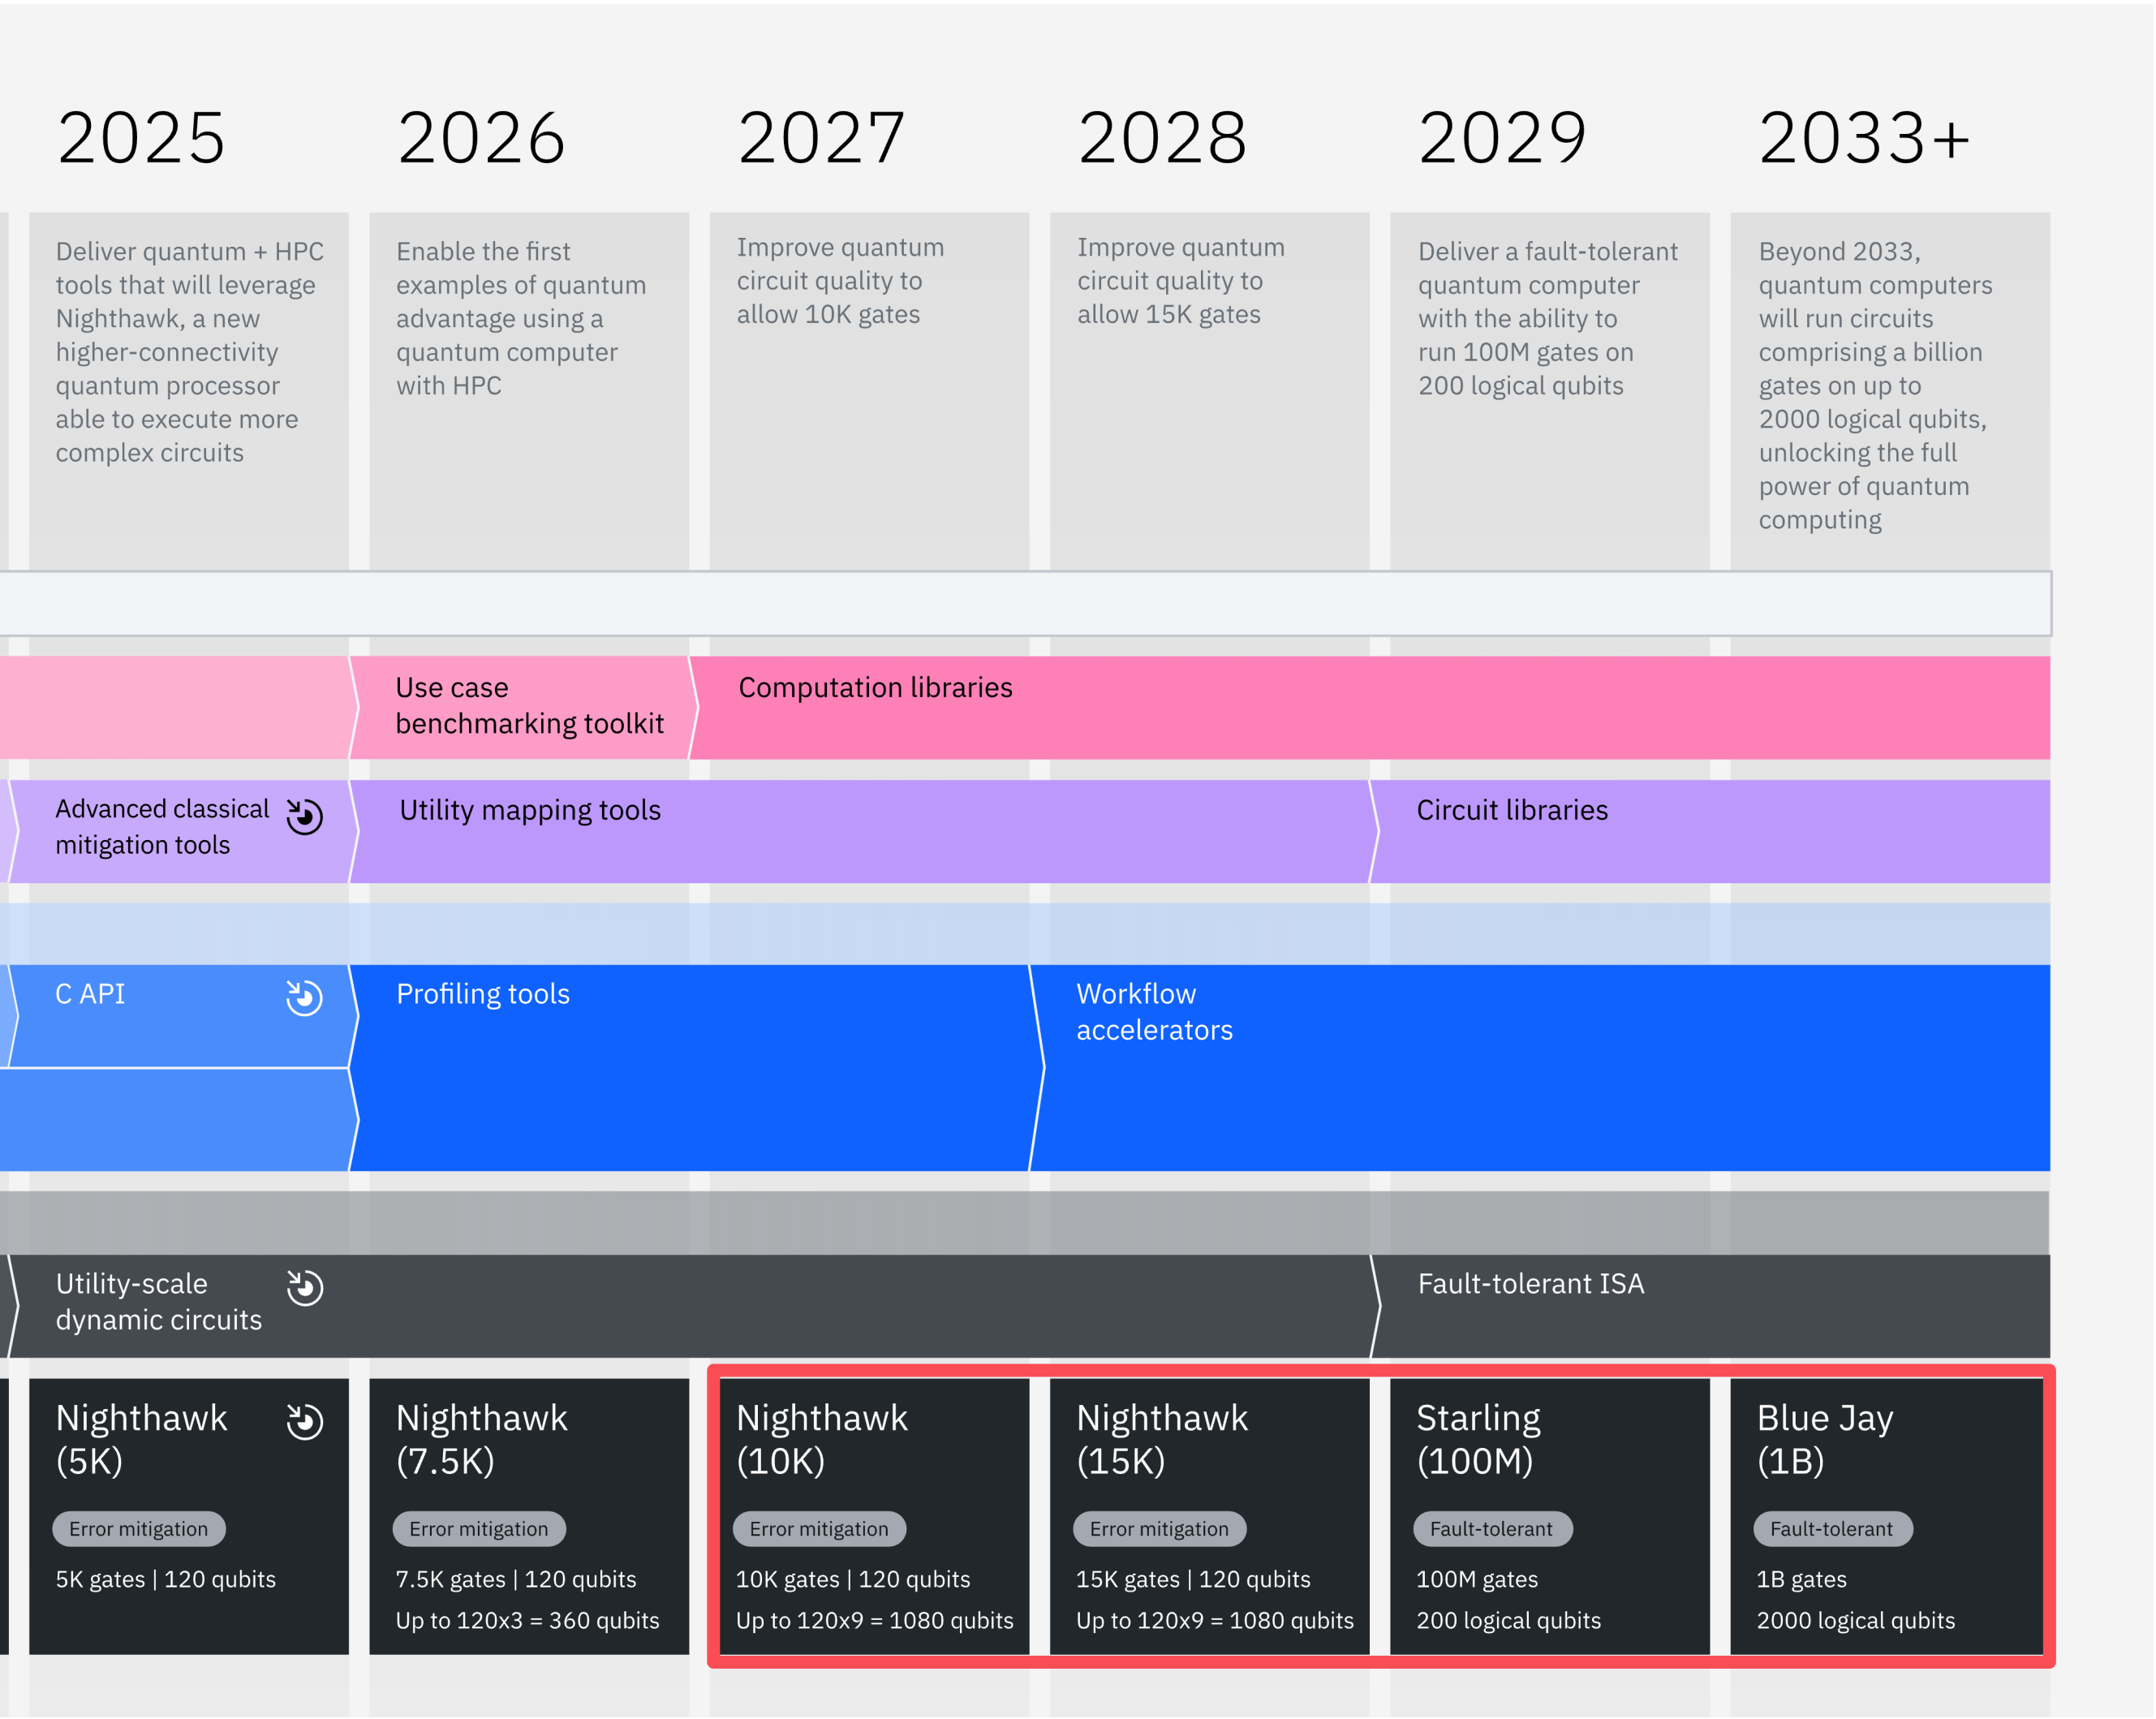 2025
2026
2027
2028
2029
2033+
Deliver quantum + HPC
tools that will leverage
Nighthawk, a new
higher-connectivity
quantum processor
able to execute more
complex circuits
Enable the first
examples of quantum
advantage using a
quantum computer
with HPC
Improve quantum
circuit quality to
allow 10K gates
Improve quantum
circuit quality to
allow 15K gates
Deliver a fault-tolerant
quantum computer
with the ability to
run 100M gates on
200 logical qubits
Beyond 2033,
quantum computers
will run circuits
comprising a billion
gates on up to
2000 logical qubits,
unlocking the full
power of quantum
computing
Use case
benchmarking toolkit
Computation libraries
Advanced classical
mitigation tools
Utility mapping tools
Circuit libraries
C API
Profiling tools
Workflow
accelerators
Utility-scale
dynamic circuits
Fault-tolerant ISA
Nighthawk
(5K)
Error mitigation
5K gates | 120 qubits
Nighthawk
(7.5K)
Error mitigation
7.5K gates | 120 qubits
Up to 120x3 = 360 qubits
Nighthawk
(10K)
Error mitigation
10K gates | 120 qubits
Up to 120x9 = 1080 qubits
Nighthawk
(15K)
Error mitigation
15K gates | 120 qubits
Up to 120x9 = 1080 qubits
Starling
(100M)
Fault-tolerant
100M gates
200 logical qubits
Blue Jay
(1B)
Fault-tolerant
1B gates
2000 logical qubits